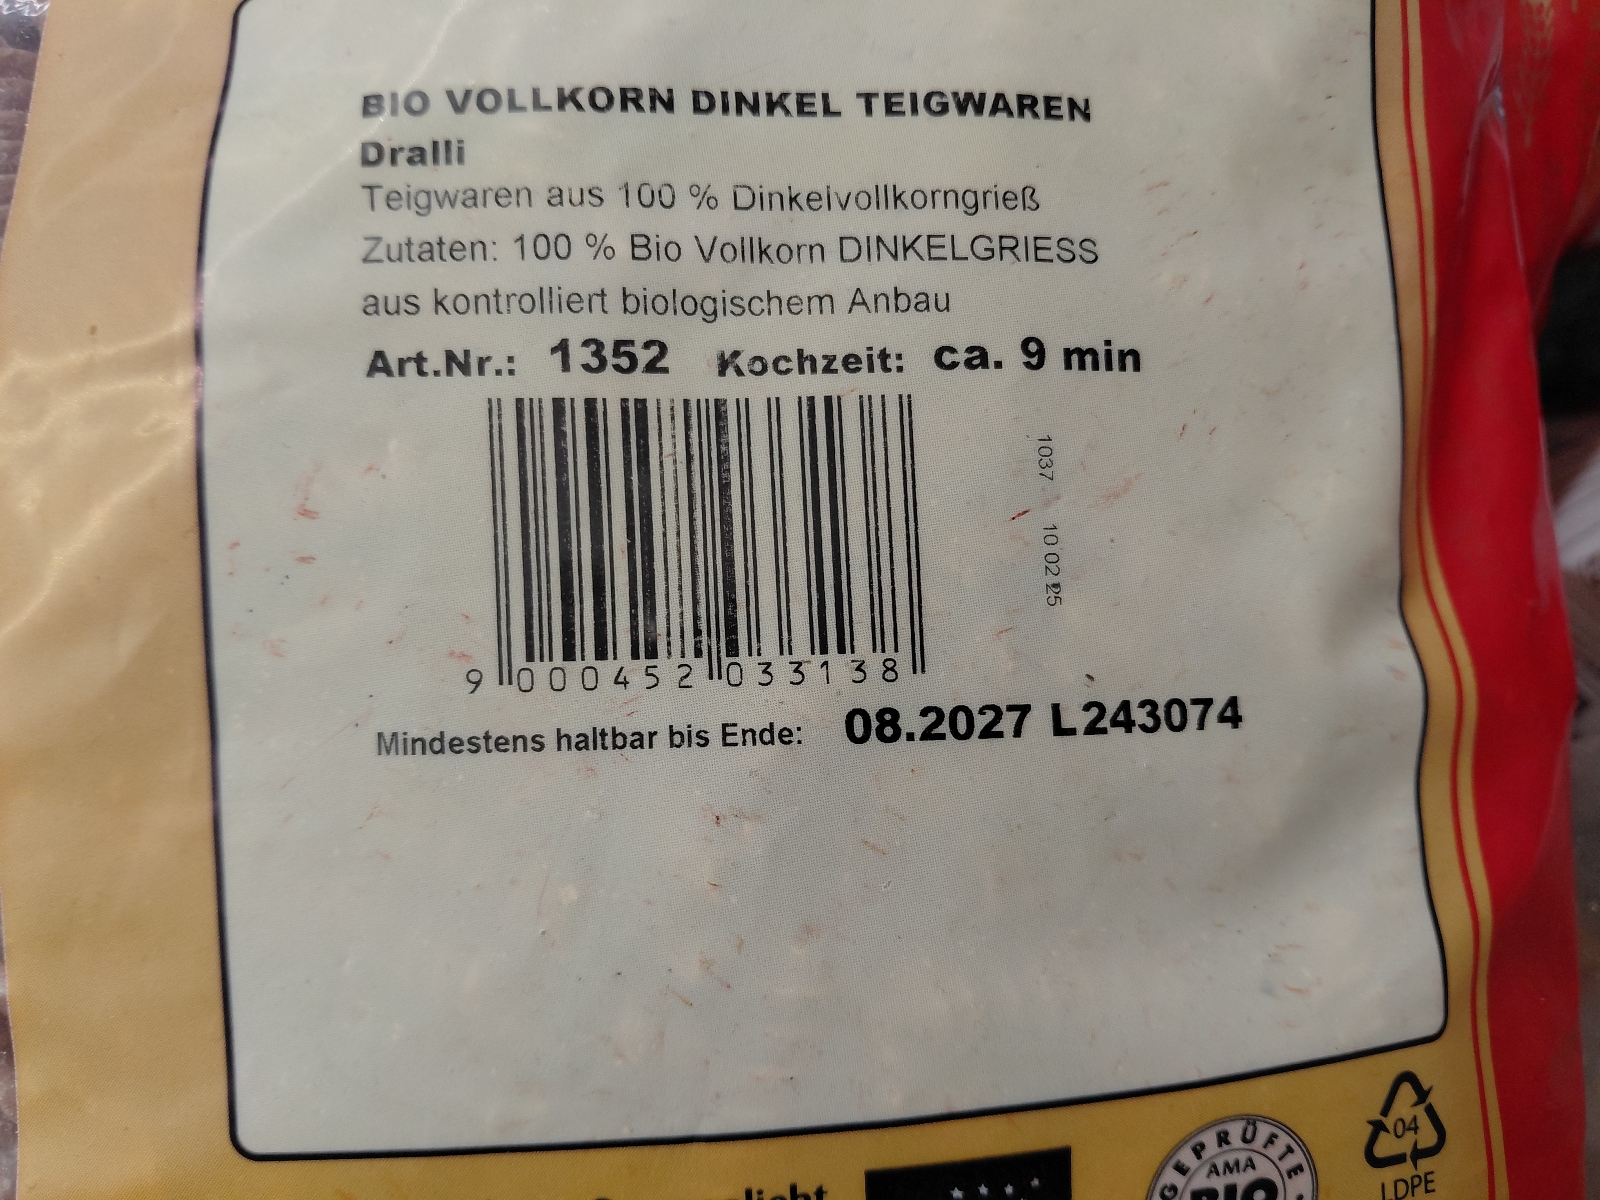 BIO VOLLKORN DINKEL TEIGWAREN
Dralli
Teigwaren aus 100 % Dinkelvollkorngrieß
Zutaten: 100 % Bio Vollkorn DINKELGRIESS
aus kontrolliert biologischem Anbau
Art.Nr.: 1352 Kochzeit: ca. 9 min
1037 10 02 25
9 000452 033138
Mindestens haltbar bis Ende: 08.2027 L243074
GEPRÜFTE
AMA
BIO
04
LDPE